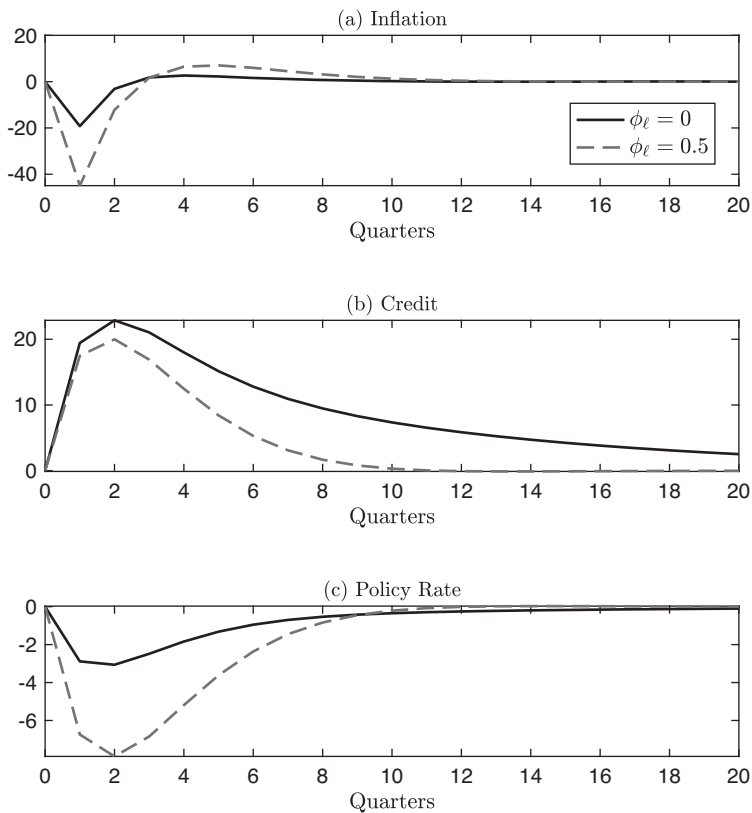 (a) Inflation
20
0
-20
-40
ϕℓ = 0
ϕℓ = 0.5
0 2 4 6 8 10 12 14 16 18 20
Quarters
(b) Credit
20
10
0
0 2 4 6 8 10 12 14 16 18 20
Quarters
(c) Policy Rate
0
-2
-4
-6
0 2 4 6 8 10 12 14 16 18 20
Quarters